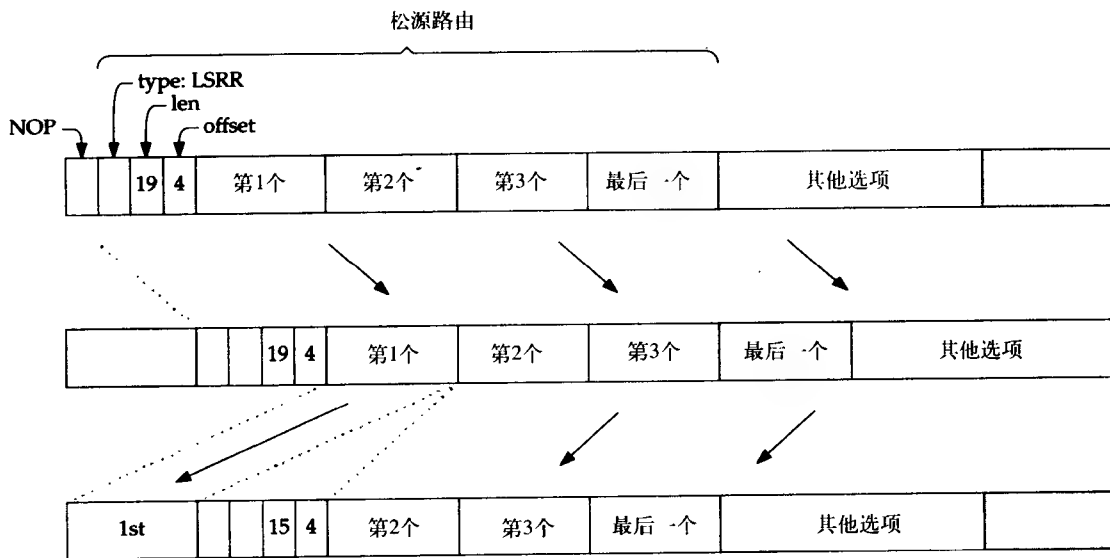 松源路由
type: LSRR
len
NOP
offset
19 4 第1个 第2个 第3个 最后一个 其他选项
19 4 第1个 第2个 第3个 最后一个 其他选项
1st 15 4 第2个 第3个 最后一个 其他选项